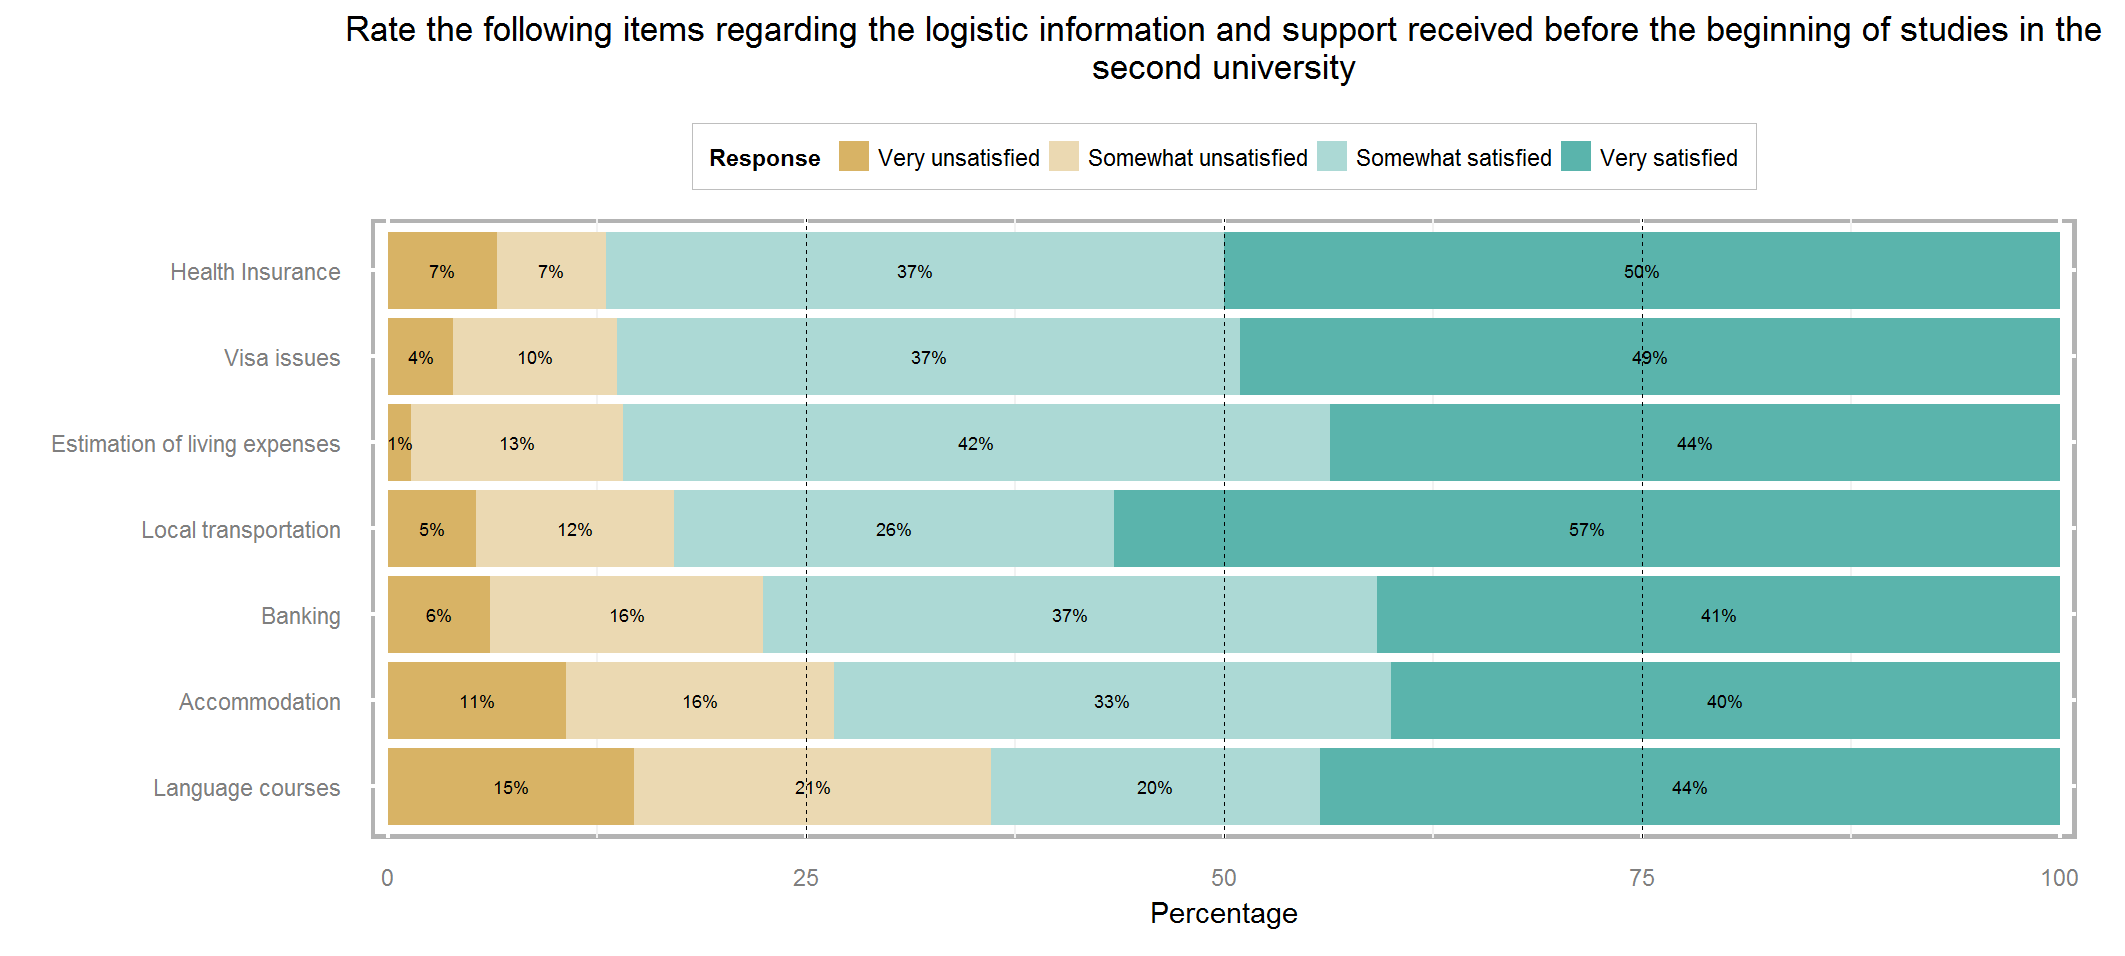 Rate the following items regarding the logistic information and support received before the beginning of studies in the
second university
Response Very unsatisfied Somewhat unsatisfied Somewhat satisfied Very satisfied
Health Insurance 7% 7% 37% 50%
Visa issues 4% 10% 37% 49%
Estimation of living expenses 1% 13% 42% 44%
Local transportation 5% 12% 26% 57%
Banking 6% 16% 37% 41%
Accommodation 11% 16% 33% 40%
Language courses 15% 21% 20% 44%
0 25 50 75 100
Percentage